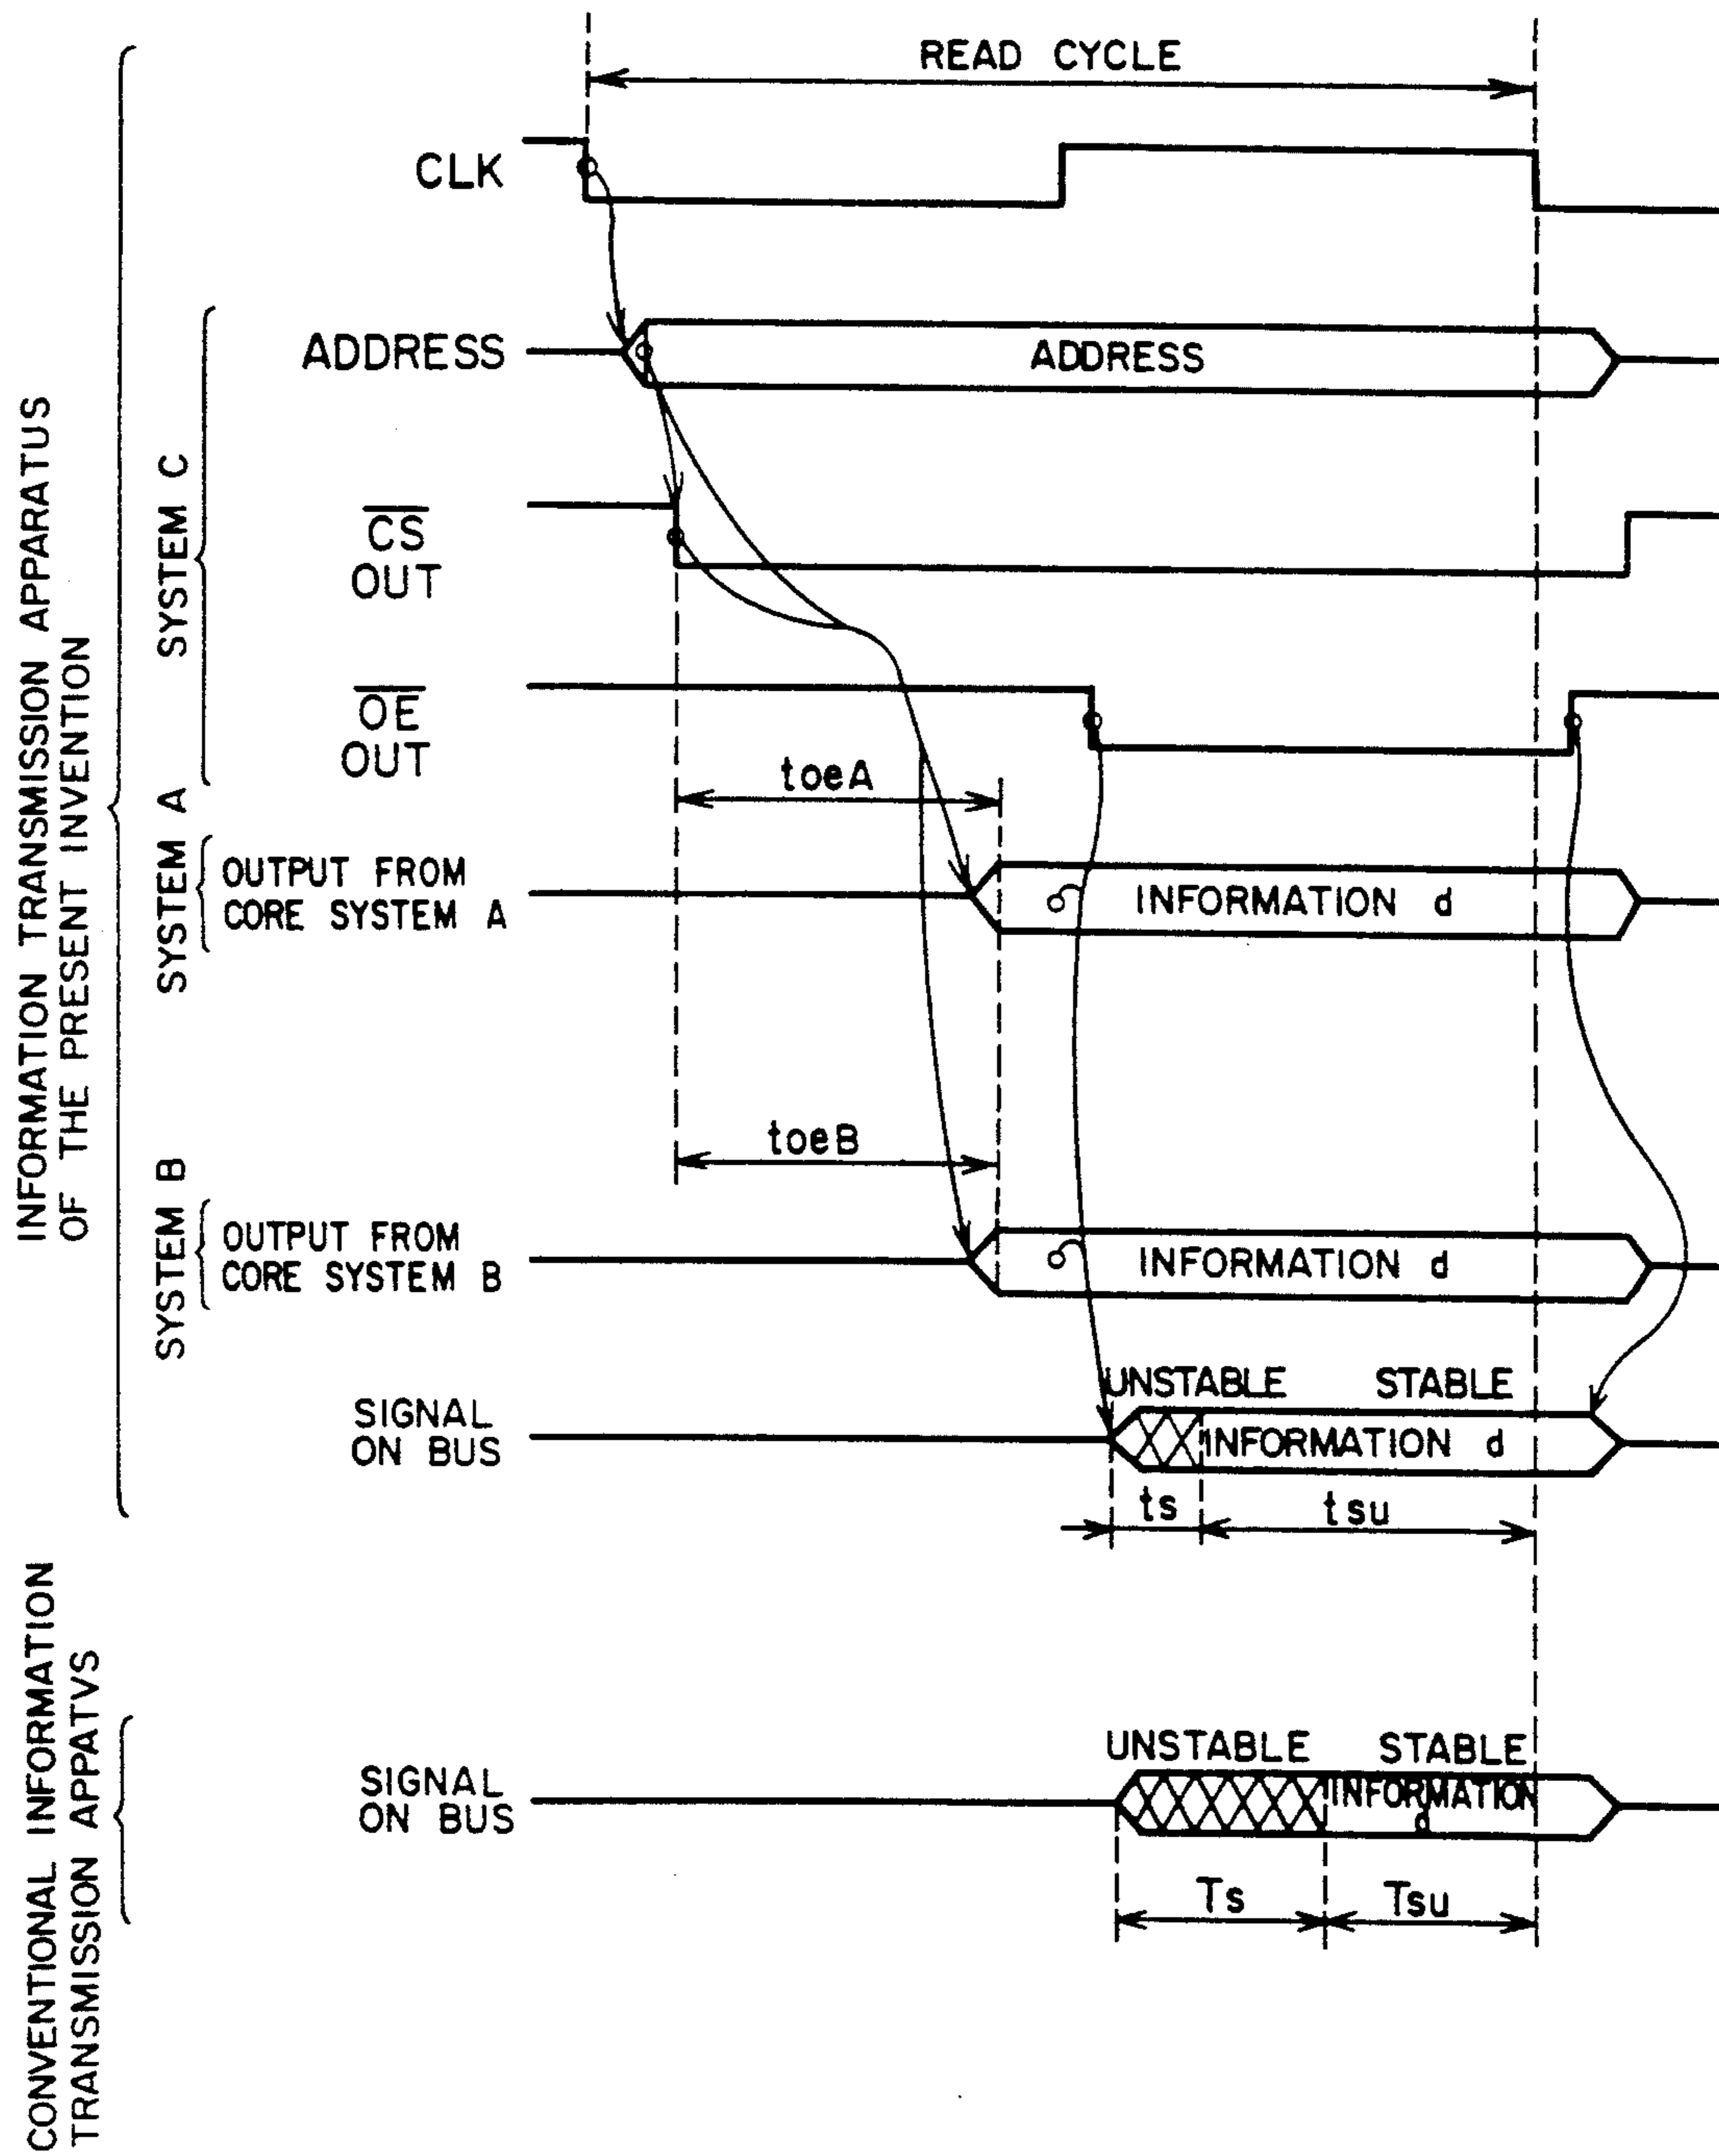 READ CYCLE
CLK
INFORMATION TRANSMISSION APPARATUS
OF THE PRESENT INVENTION
SYSTEM C
ADDRESS
ADDRESS
CS
OUT
OE
OUT
toeA
SYSTEM A
OUTPUT FROM
CORE SYSTEM A
INFORMATION d
toeB
SYSTEM B
OUTPUT FROM
CORE SYSTEM B
INFORMATION d
UNSTABLE STABLE
SIGNAL
ON BUS
INFORMATION d
ts tsu
CONVENTIONAL INFORMATION
TRANSMISSION APPATVS
UNSTABLE STABLE
SIGNAL
ON BUS
INFORMATION
d
Ts Tsu